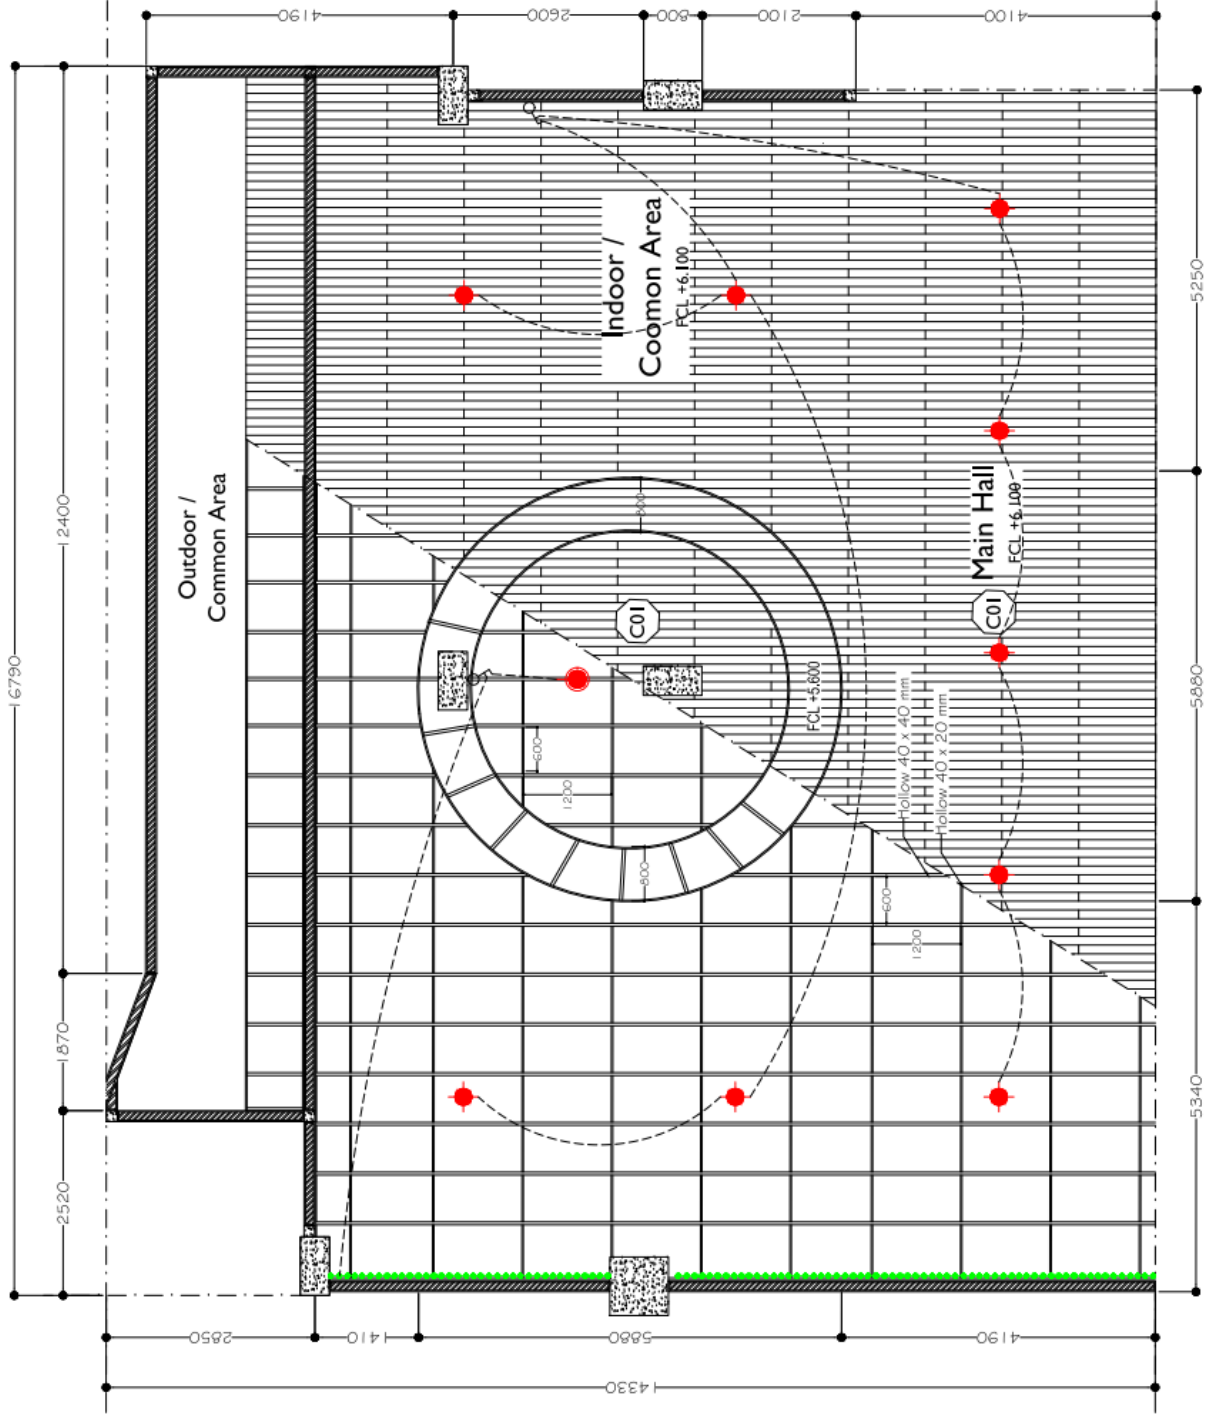 4190
2600
800
2100
4100
16790
12400
1870
2520
5250
5880
5340
Outdoor /
Common Area
Indoor /
Coomon Area
FCL +6.100
Main Hall
FCL +6.100
C01
C01
800
600
1200
800
FCL +5.600
Hollow 40 x 40 mm
Hollow 40 x 20 mm
600
1200
2850
1410
5880
4190
14330